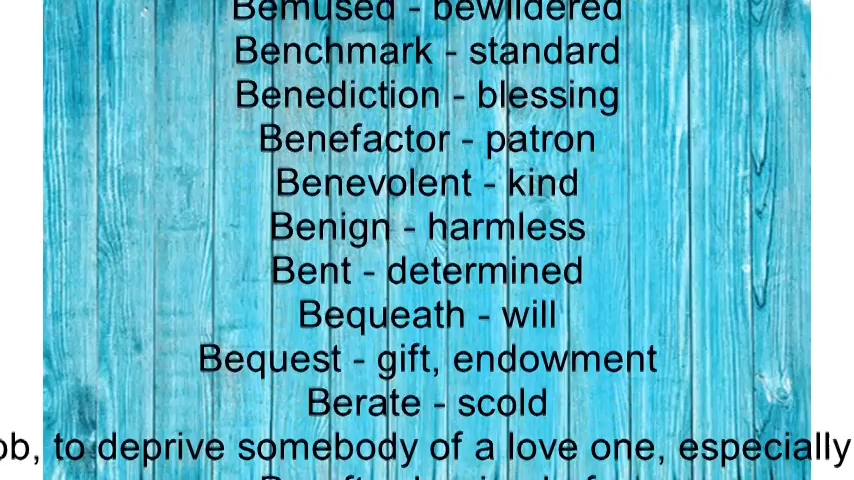 Bemused - bewildered
Benchmark - standard
Benediction - blessing
Benefactor - patron
Benevolent - kind
Benign - harmless
Bent - determined
Bequeath - will
Bequest - gift, endowment
Berate - scold
to deprive somebody of a love one, especially